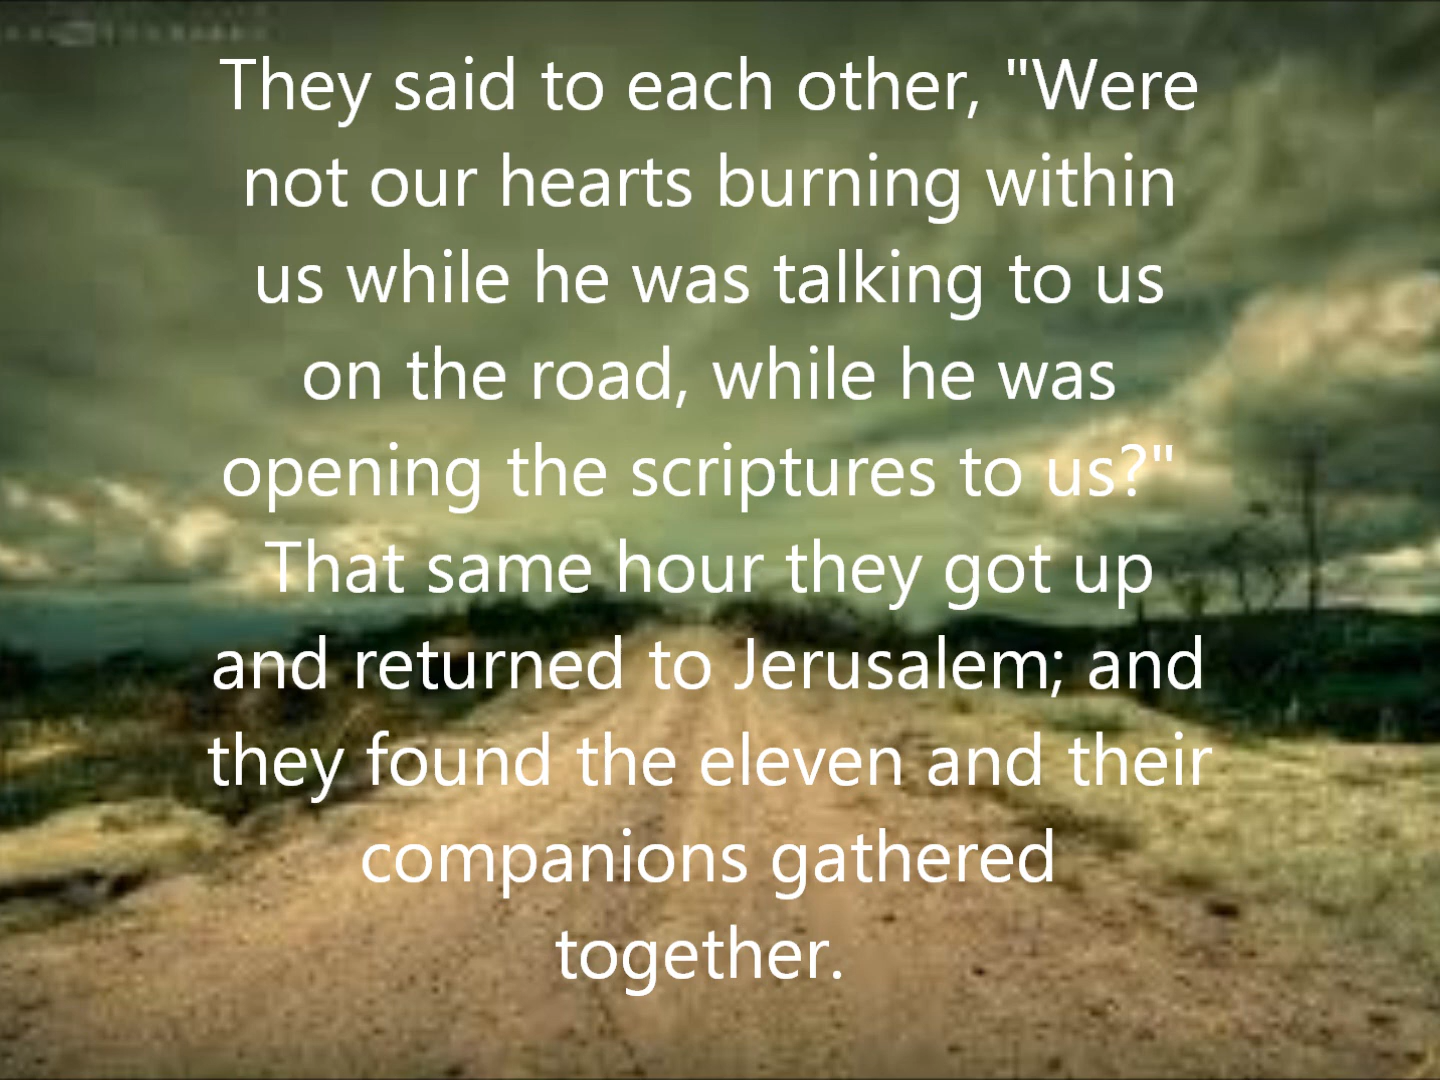 They said to each other, "Were
not our hearts burning within
us while he was talking to us
on the road, while he was
opening the scriptures to us?"
That same hour they got up
and returned to Jerusalem; and
they found the eleven and their
companions gathered
together.